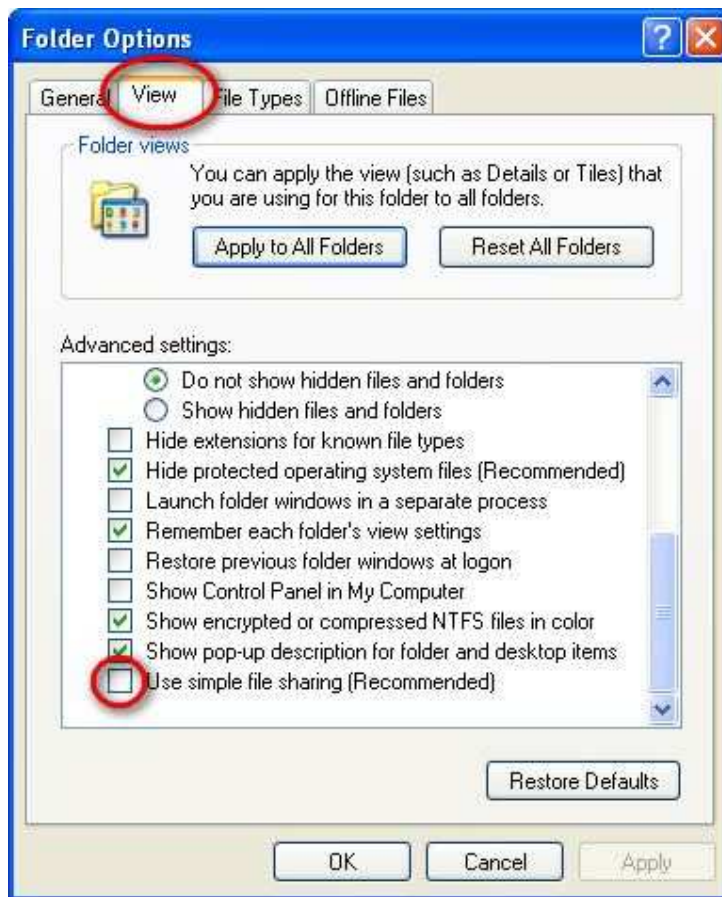 Folder Options
General View File Types Offline Files
Folder views
You can apply the view (such as Details or Tiles) that
you are using for this folder to all folders.
Apply to All Folders Reset All Folders
Advanced settings:
Do not show hidden files and folders
Show hidden files and folders
Hide extensions for known file types
Hide protected operating system files (Recommended)
Launch folder windows in a separate process
Remember each folder's view settings
Restore previous folder windows at logon
Show Control Panel in My Computer
Show encrypted or compressed NTFS files in color
Show pop-up description for folder and desktop items
Use simple file sharing (Recommended)
Restore Defaults
OK Cancel Apply